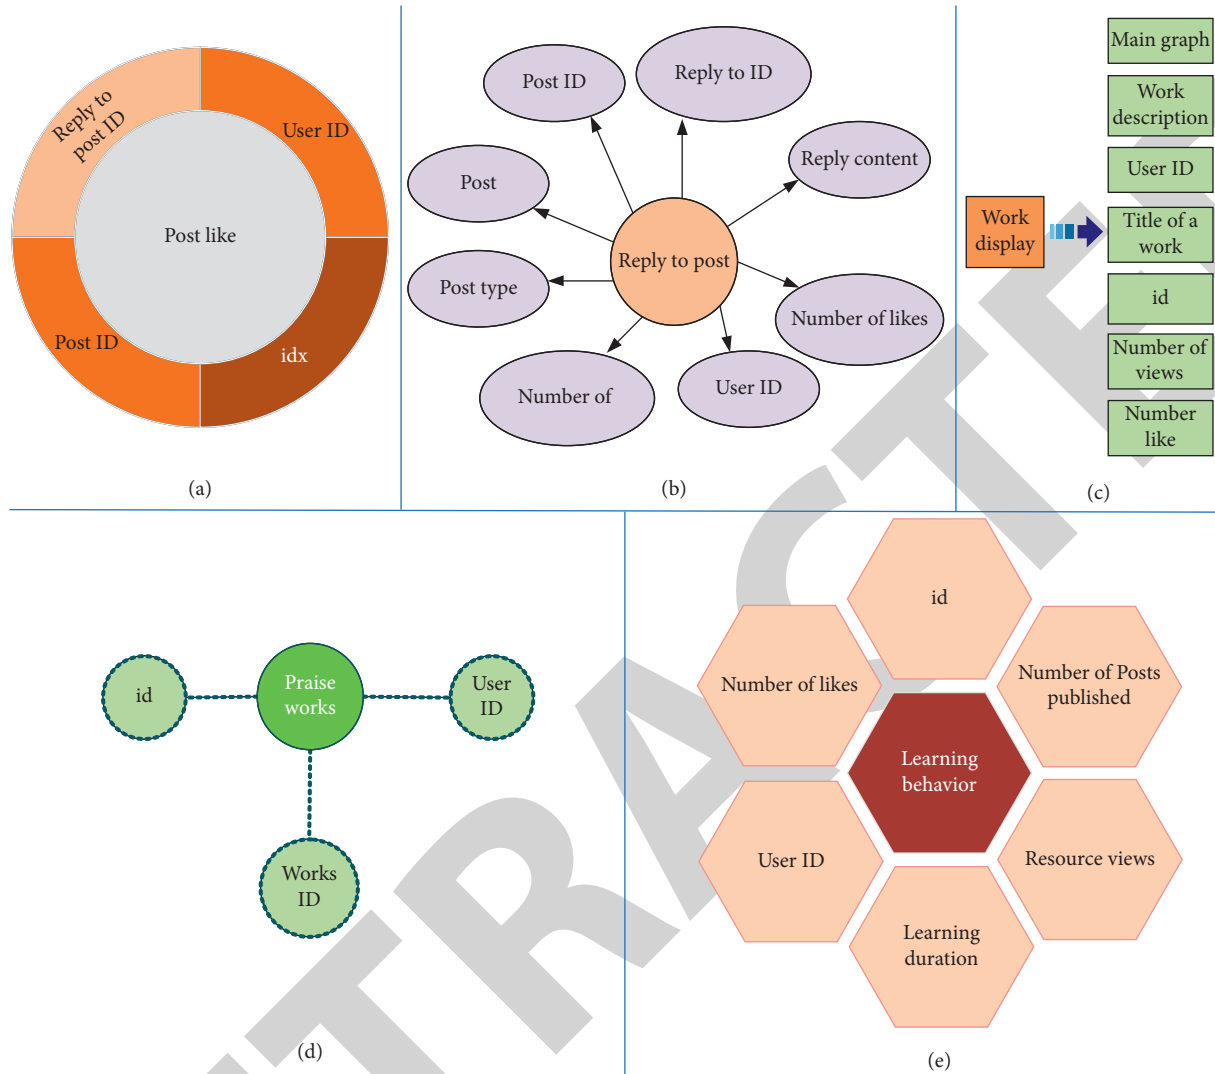 Reply to
post ID
User ID
Post like
Post ID
idx
(a)
Post ID
Reply to ID
Post
Reply content
Reply to post
Post type
Number of likes
Number of
User ID
(b)
Main graph
Work
description
User ID
Work
display
Title of a
work
id
Number of
views
Number
like
(c)
id
Praise
works
User
ID
Works
ID
(d)
id
Number of likes
Number of Posts
published
Learning
behavior
User ID
Resource views
Learning
duration
(e)